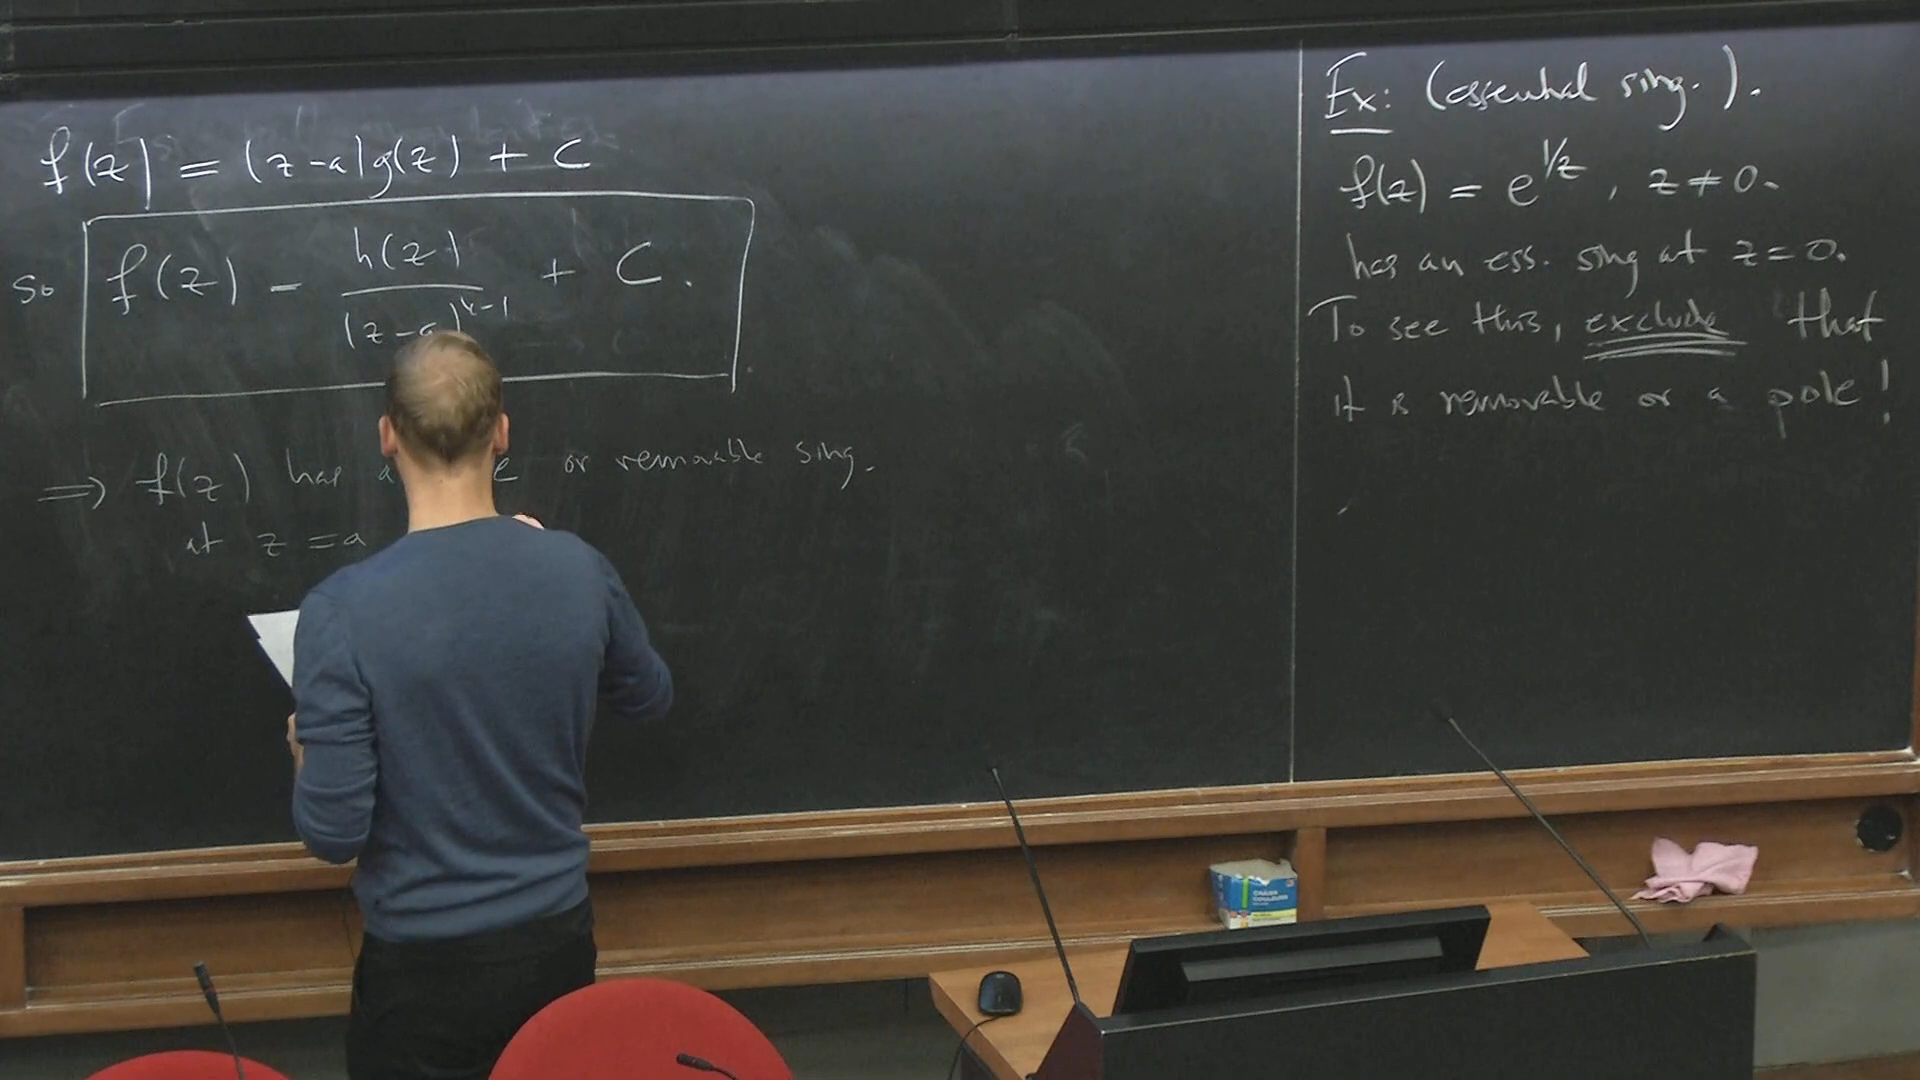 f(z) = (z-a)g(z) + C
so f(z) = h(z) / (z-a)^{k-1} + C.
⇒ f(z) has a or removable sing.
at z = a
Ex: (essential sing.).
f(z) = e^{1/z}, z ≠ 0.
has an ess. sing at z=0.
To see this, exclude that
it is removable or a pole!